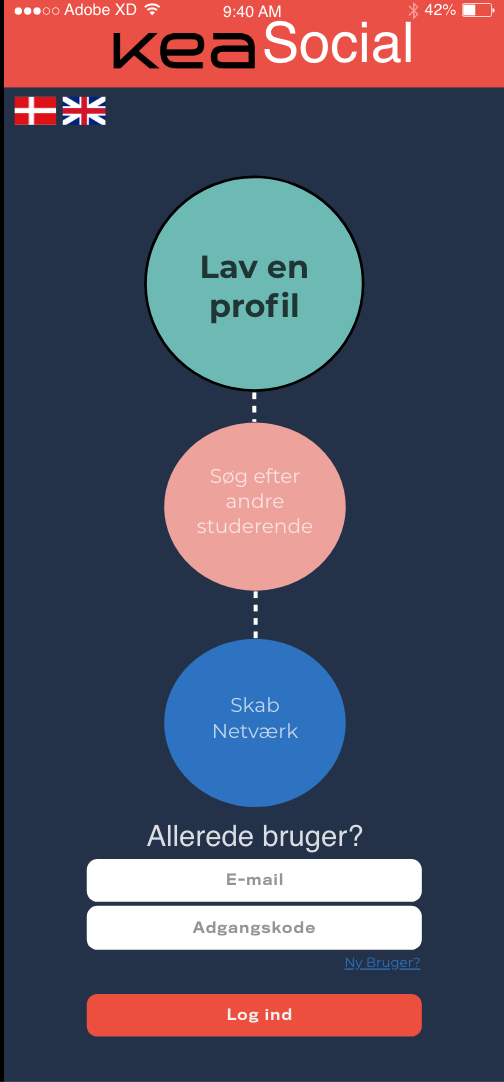 Adobe XD 9:40 AM 42%
kea Social
Lav en
profil
Søg efter
andre
studerende
Skab
Netværk
Allerede bruger?
E-mail
Adgangskode
Ny Bruger?
Log ind